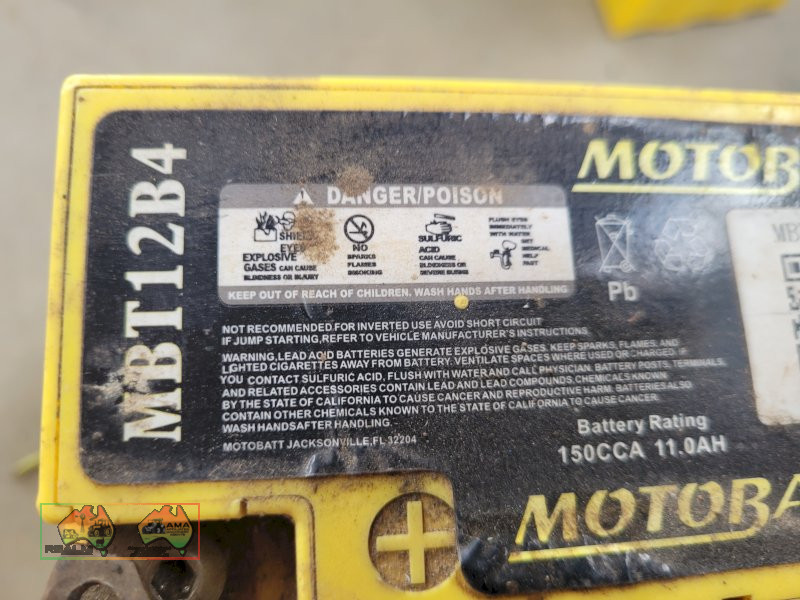 MBT12B4
MOTOBA
DANGER/POISON
SHIELD
EYES
EXPLOSIVE
GASES CAN CAUSE
BLINDNESS OR INJURY
NO
SPARKS
FLAMES
SMOKING
SULFURIC
ACID
CAN CAUSE
BLINDNESS OR
SEVERE BURNS
FLUSH EYES
IMMEDIATELY
WITH WATER
GET
MEDICAL
HELP
FAST
KEEP OUT OF REACH OF CHILDREN. WASH HANDS AFTER HANDLING
Pb
MB
NOT RECOMMENDED FOR INVERTED USE AVOID SHORT CIRCUIT
IF JUMP STARTING,REFER TO VEHICLE MANUFACTURER'S INSTRUCTIONS
WARNING,LEAD ACID BATTERIES GENERATE EXPLOSIVE GASES. KEEP SPARKS, FLAMES, AND
LIGHTED CIGARETTES AWAY FROM BATTERY. VENTILATE SPACES WHERE USED OR CHARGED. IF
YOU CONTACT SULFURIC ACID, FLUSH WITH WATER AND CALL PHYSICIAN. BATTERY POSTS TERMINALS,
AND RELATED ACCESSORIES CONTAIN LEAD AND LEAD COMPOUNDS, CHEMICALS KNOWN
BY THE STATE OF CALIFORNIA TO CAUSE CANCER AND REPRODUCTIVE HARM. BATTERIES ALSO
CONTAIN OTHER CHEMICALS KNOWN TO THE STATE OF CALIFORNIA TO CAUSE CANCER.
WASH HANDS AFTER HANDLING.
MOTOBATT JACKSONVILLE,FL 32204
Battery Rating
150CCA 11.0AH
MOTOBA